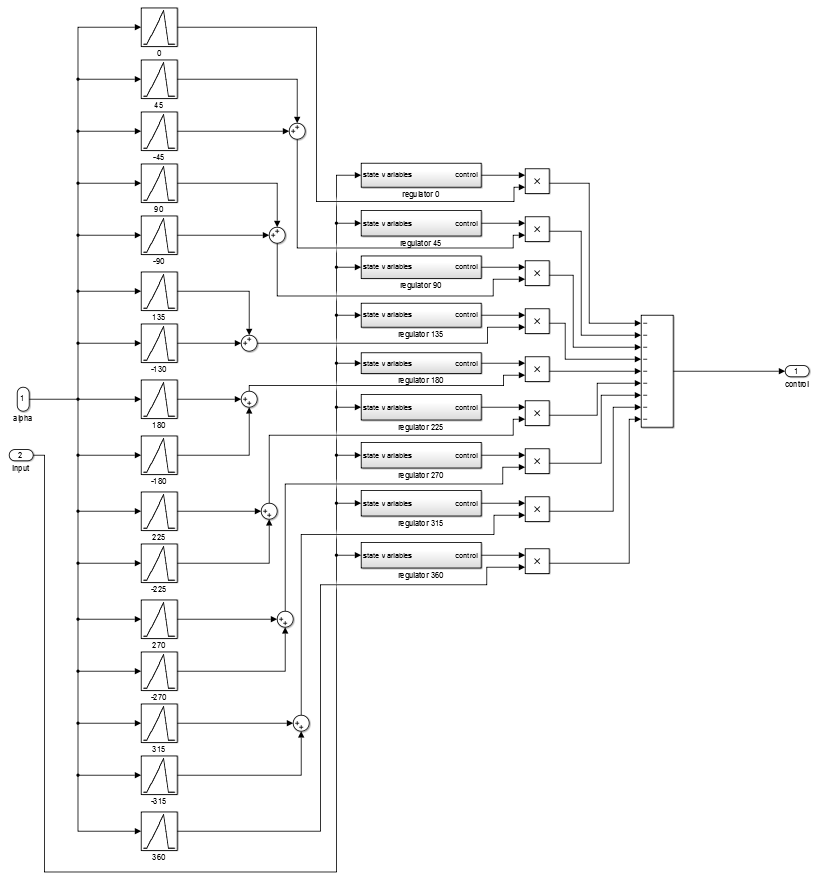 0
45
-45
90
-90
135
-130
1
alpha
180
2
Input
-180
225
-225
270
-270
315
-315
360
state variables control
regulator 0
×
state variables control
regulator 45
×
state variables control
regulator 90
×
state variables control
regulator 135
×
state variables control
regulator 180
×
state variables control
regulator 225
×
state variables control
regulator 270
×
state variables control
regulator 315
×
state variables control
regulator 360
×
1
control